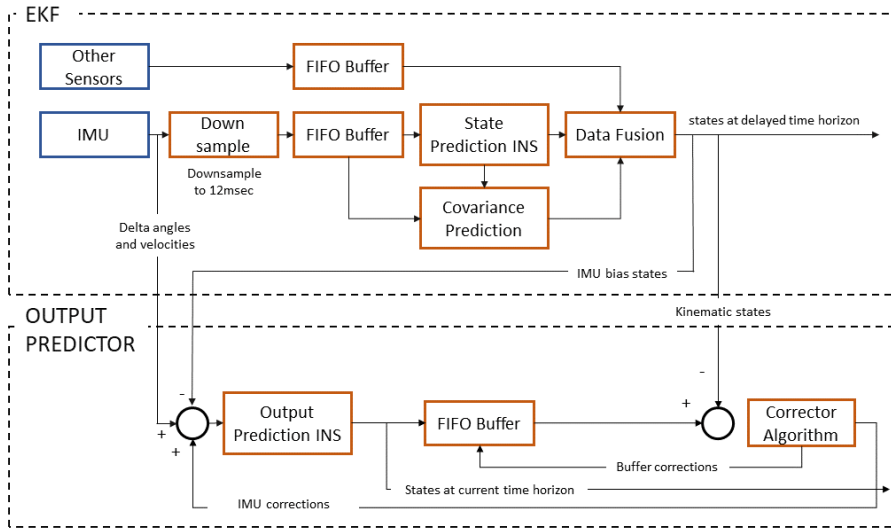 EKF
Other
Sensors
FIFO Buffer
IMU
Down
sample
FIFO Buffer
State
Prediction INS
Data Fusion
states at delayed time horizon
Downsample
to 12msec
Covariance
Prediction
Delta angles
and velocities
IMU bias states
OUTPUT
PREDICTOR
Kinematic states
-
-
+
+
+
Output
Prediction INS
FIFO Buffer
Corrector
Algorithm
Buffer corrections
States at current time horizon
IMU corrections